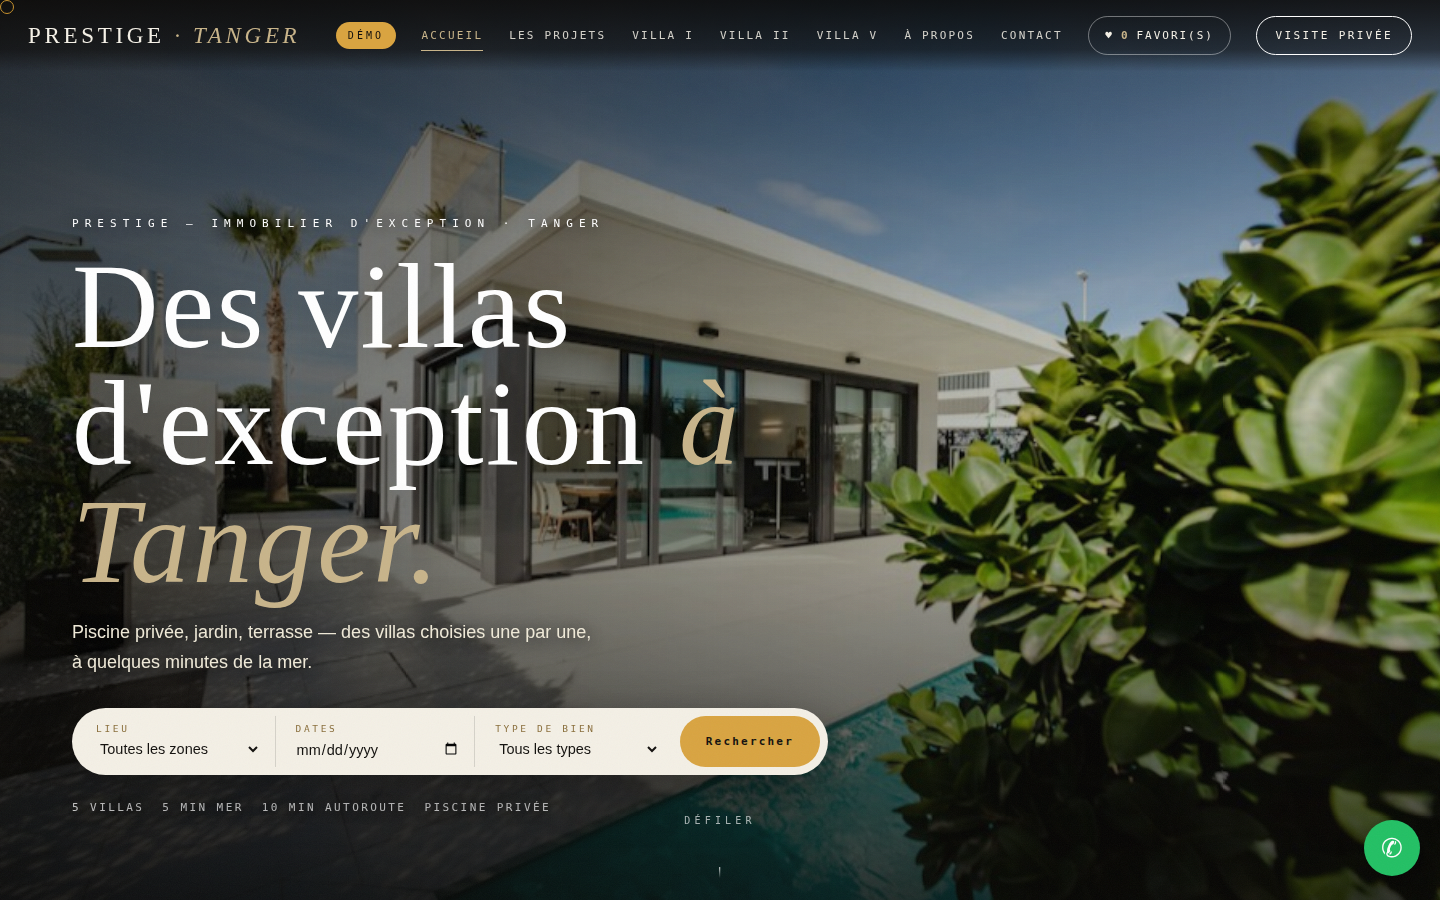 PRESTIGE · TANGER
DÉMO
ACCUEIL
LES PROJETS
VILLA I
VILLA II
VILLA V
À PROPOS
CONTACT
♥ 0 FAVORI(S)
VISITE PRIVÉE
PRESTIGE — IMMOBILIER D'EXCEPTION · TANGER
Des villas
d'exception à
Tanger.
Piscine privée, jardin, terrasse — des villas choisies une par une,
à quelques minutes de la mer.
LIEU
Toutes les zones
DATES
mm/dd/yyyy
TYPE DE BIEN
Tous les types
Rechercher
5 VILLAS 5 MIN MER 10 MIN AUTOROUTE PISCINE PRIVÉE
DÉFILER